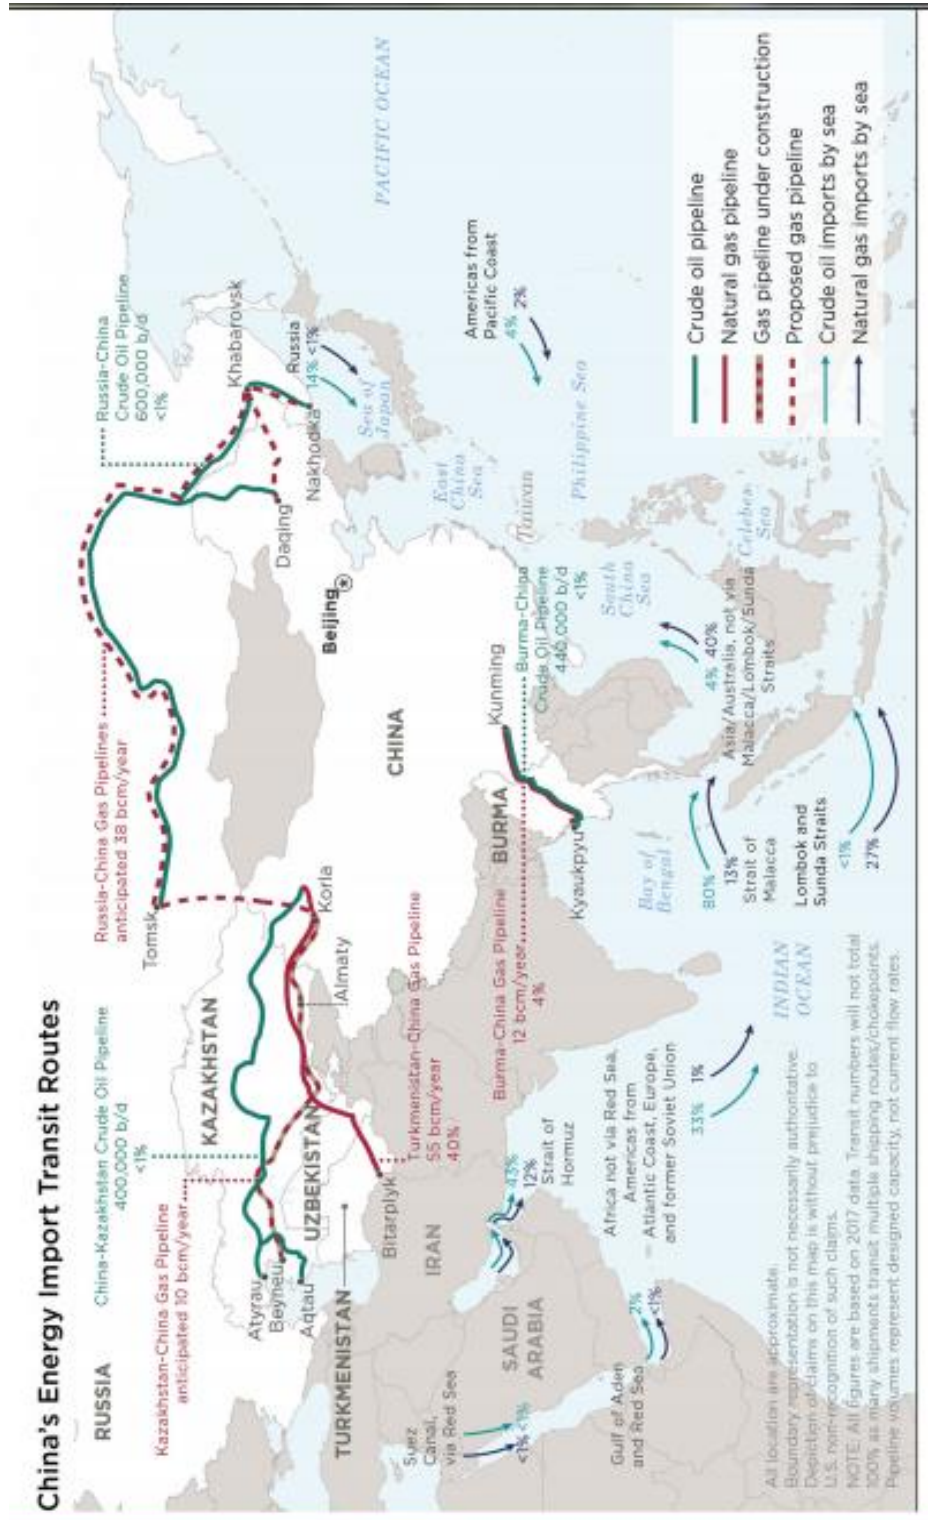 China's Energy Import Transit Routes
RUSSIA
China-Kazakhstan Crude Oil Pipeline
400,000 b/d
<1%
Kazakhstan-China Gas Pipeline
anticipated 10 bcm/year
Russia-China Gas Pipelines
anticipated 38 bcm/year
Russia-China
Crude Oil Pipeline
600,000 b/d
<1%
Tomsk
KAZAKHSTAN
Khabarovsk
Atyrau
Beyneu
Aqtau
UZBEKISTAN
Almaty
Korla
Daqing
Nakhodka
Russia
14% <1%
Sea of
Japan
Beijing
TURKMENISTAN
Bitarplyk
Turkmenistan-China Gas Pipeline
55 bcm/year
40%
CHINA
PACIFIC OCEAN
East
China
Sea
Americas from
Pacific Coast
4% 2%
Suez
Canal,
via Red Sea
<1% <1%
IRAN
SAUDI
ARABIA
43%
12%
Strait of
Hormuz
Burma-China Gas Pipeline
12 bcm/year
4%
BURMA
Kunming
Burma-China
Crude Oil Pipeline
440,000 b/d
<1%
Kyaukpyu
Taiwan
Philippine Sea
South
China
Sea
Gulf of Aden
and Red Sea
2%
<1%
Africa not via Red Sea,
Americas from
Atlantic Coast, Europe,
and former Soviet Union
33% 1%
Bay of
Bengal
80%
13%
Strait of
Malacca
4% 40%
Asia/Australia, not via
Malacca/Lombok/Sunda
Straits
Celebes
Sea
INDIAN
OCEAN
Lombok and
Sunda Straits
<1%
27%
Crude oil pipeline
Natural gas pipeline
Gas pipeline under construction
Proposed gas pipeline
Crude oil imports by sea
Natural gas imports by sea
All location are approximate.
Boundary representation is not necessarily authoritative.
Depiction of claims on this map is without prejudice to
U.S. non-recognition of such claims.
NOTE: All figures are based on 2017 data. Transit numbers will not total
100% as many shipments transit multiple shipping routes/chokepoints.
Pipeline volumes represent designed capacity, not current flow rates.